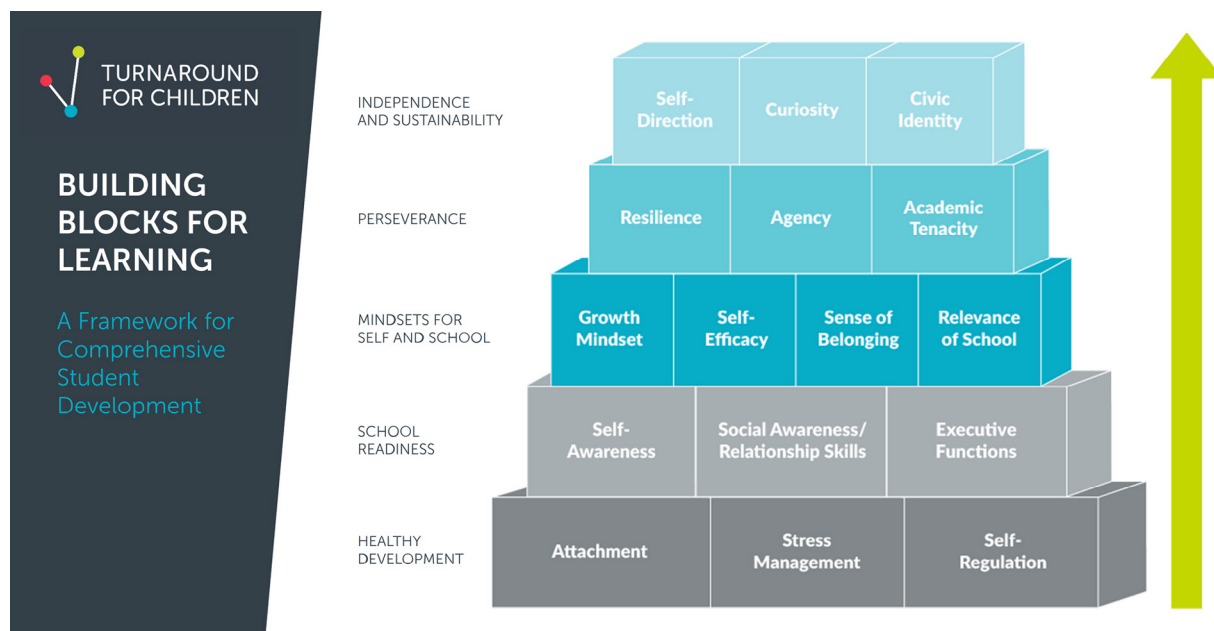 TURNAROUND
FOR CHILDREN
BUILDING
BLOCKS FOR
LEARNING
A Framework for
Comprehensive
Student
Development
INDEPENDENCE
AND SUSTAINABILITY
Self-
Direction
Curiosity
Civic
Identity
PERSEVERANCE
Resilience
Agency
Academic
Tenacity
MINDSETS FOR
SELF AND SCHOOL
Growth
Mindset
Self-
Efficacy
Sense of
Belonging
Relevance
of School
SCHOOL
READINESS
Self-
Awareness
Social Awareness/
Relationship Skills
Executive
Functions
HEALTHY
DEVELOPMENT
Attachment
Stress
Management
Self-
Regulation